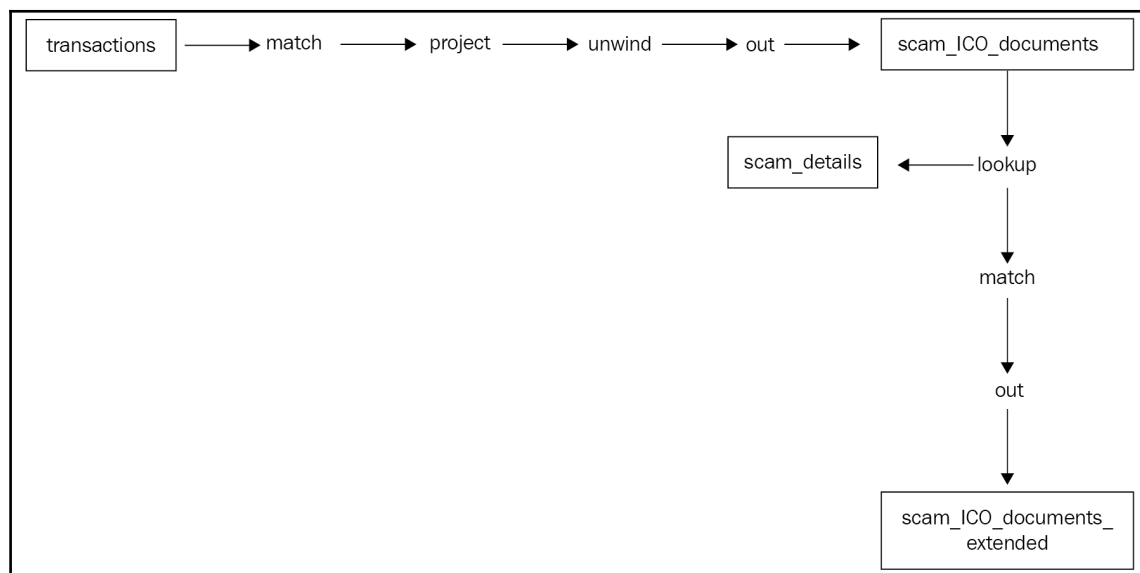 transactions match project unwind out scam_ICO_documents
scam_details lookup
match
out
scam_ICO_documents_
extended